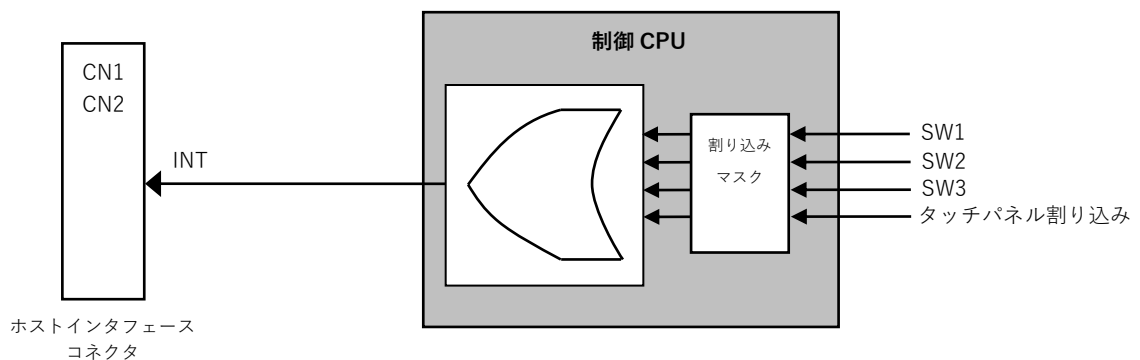 制御 CPU
CN1
CN2
INT
割り込み
マスク
SW1
SW2
SW3
タッチパネル割り込み
ホストインタフェース
コネクタ